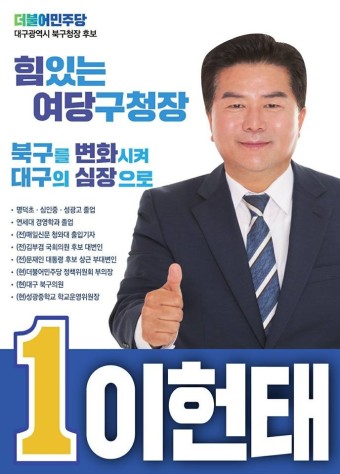 더불어민주당
대구광역시 북구청장 후보
힘있는
여당구청장
북구를 변화시켜
대구의 심장으로
• 명덕초 · 심인중 · 성광고 졸업
• 연세대 경영학과 졸업
• (전)매일신문 청와대 출입기자
• (전)김부겸 국회의원 후보 대변인
• (전)문재인 대통령 후보 상근 부대변인
• (현)더불어민주당 정책위원회 부의장
• (현)대구 북구의원
• (현)성광중학교 학교운영위원장
1 이헌태